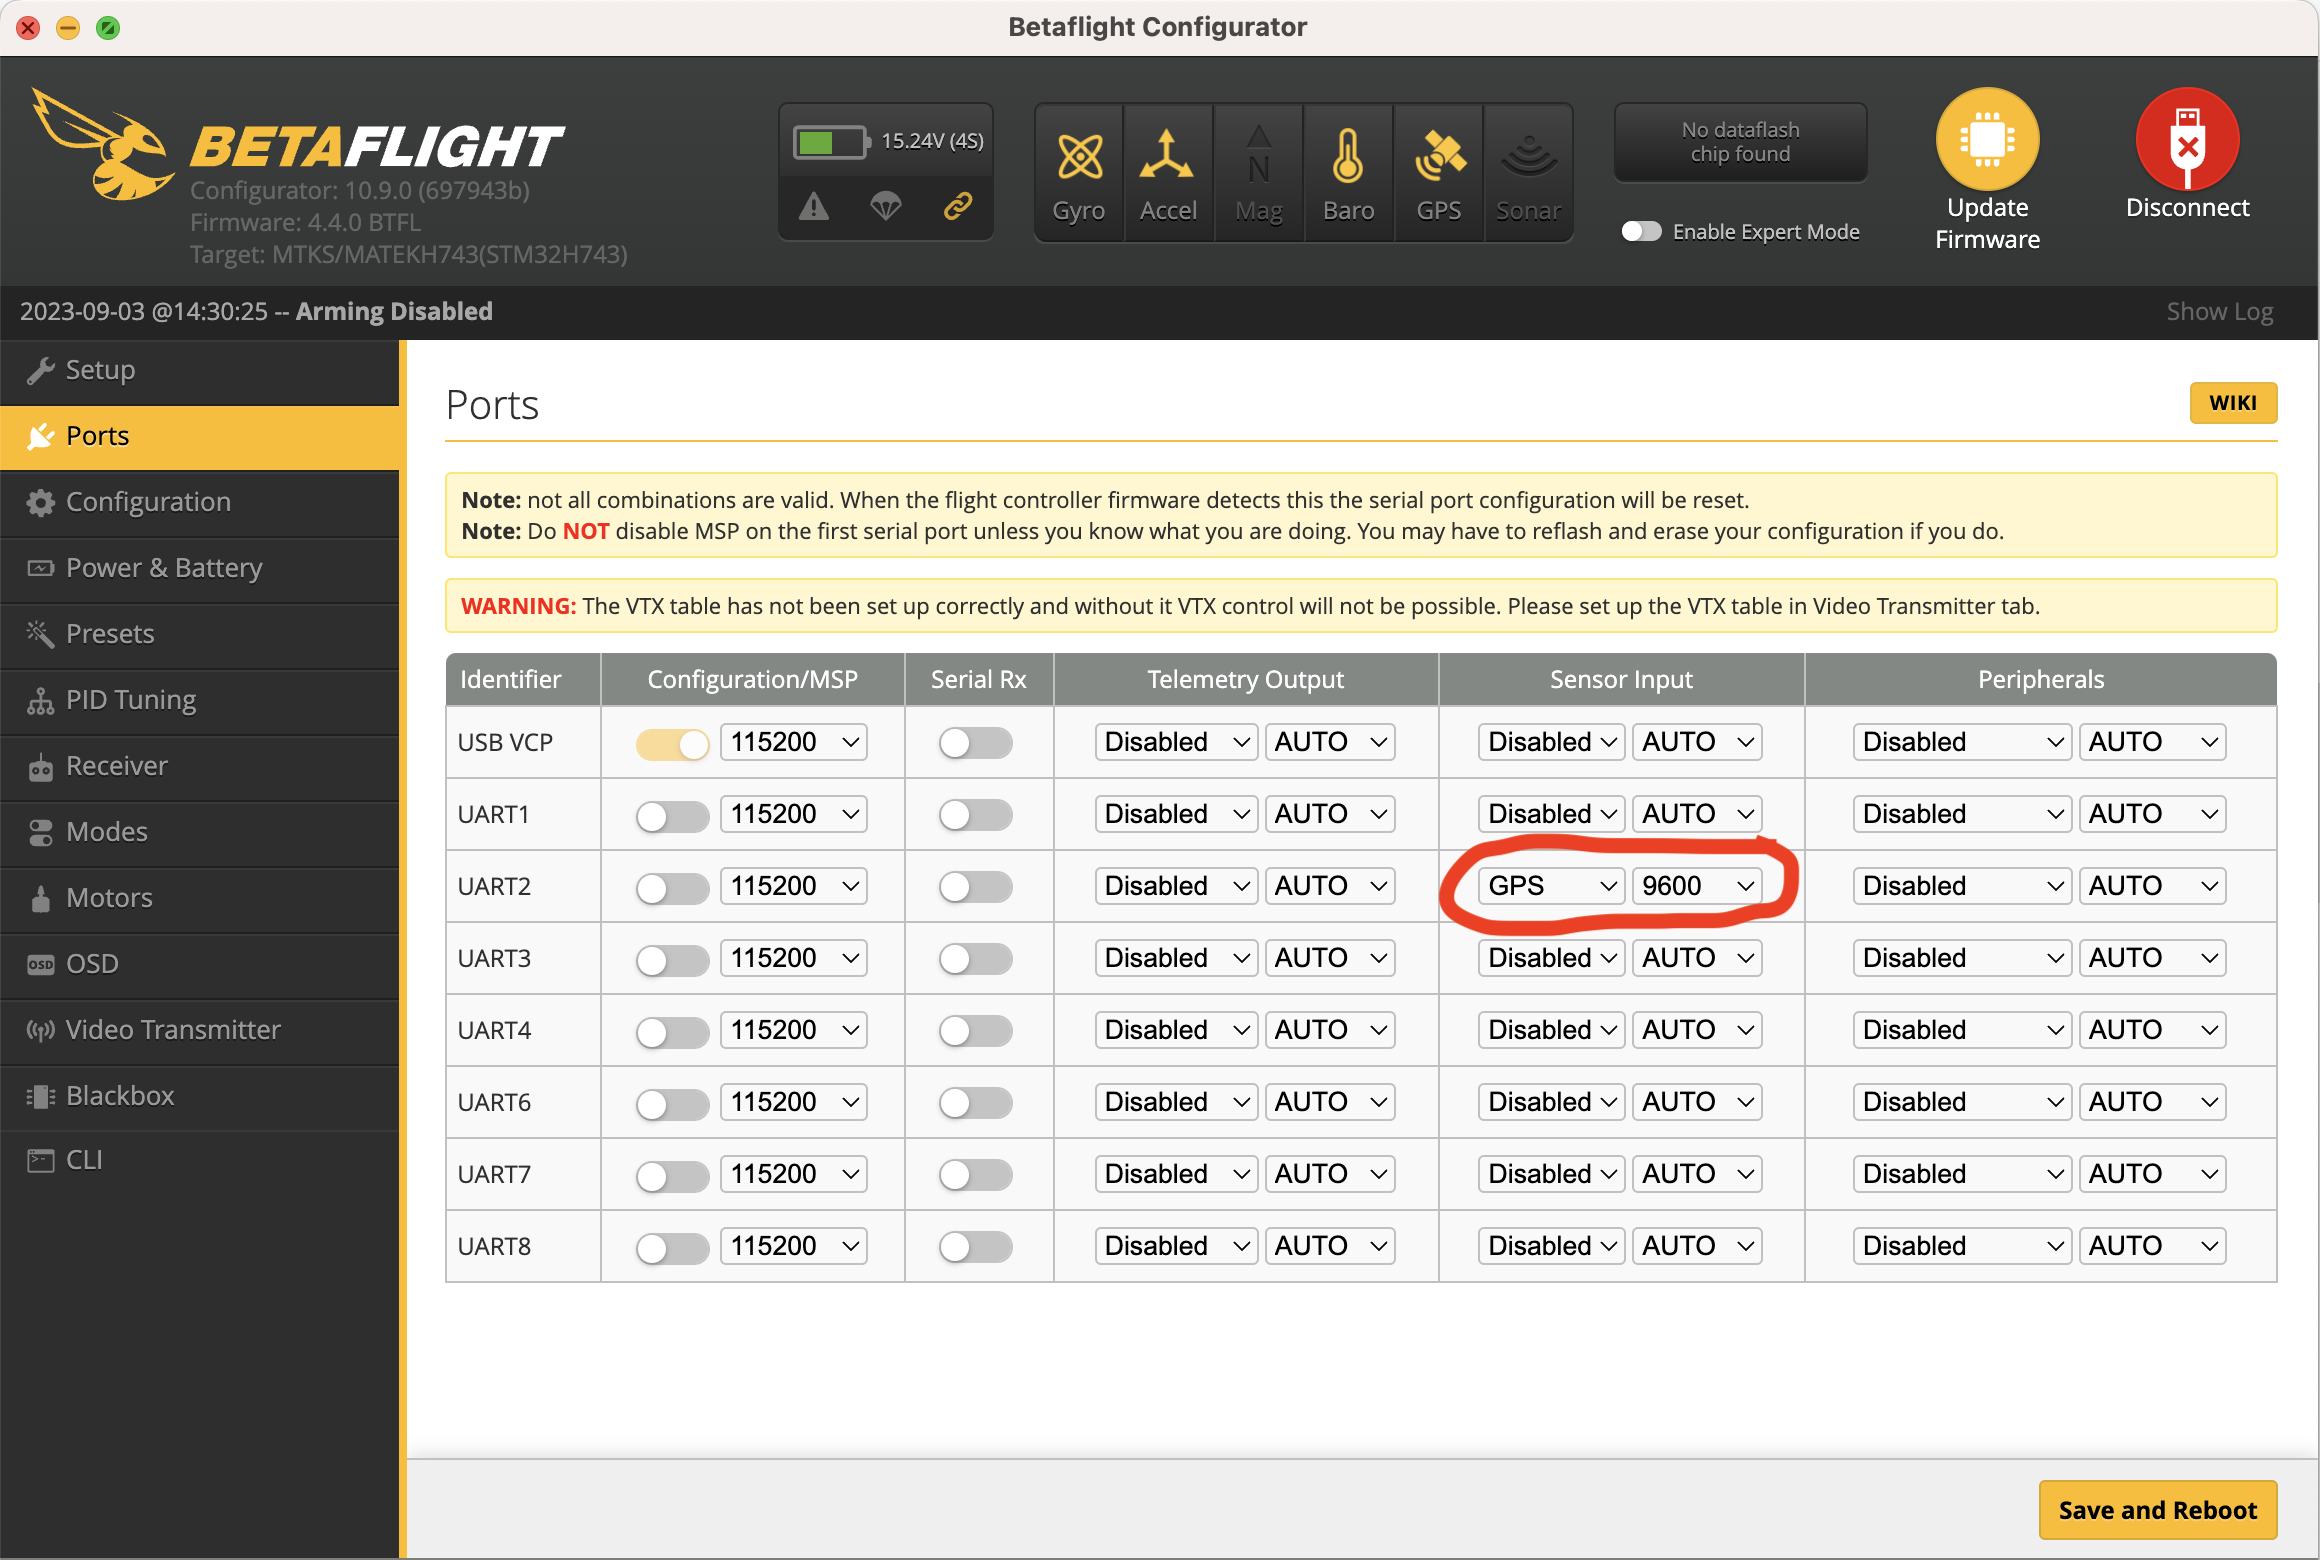 Betaflight Configurator
BETAFLIGHT
Configurator: 10.9.0 (697943b)
Firmware: 4.4.0 BTFL
Target: MTKS/MATEKH743(STM32H743)
15.24V (4S)
N
Gyro Accel Mag Baro GPS Sonar
No dataflash
chip found
Enable Expert Mode
Update
Firmware
Disconnect
2023-09-03 @14:30:25 -- Arming Disabled
Show Log
Setup
Ports
Configuration
Power & Battery
Presets
PID Tuning
Receiver
Modes
Motors
OSD OSD
Video Transmitter
Blackbox
CLI
Ports
WIKI
Note: not all combinations are valid. When the flight controller firmware detects this the serial port configuration will be reset.
Note: Do NOT disable MSP on the first serial port unless you know what you are doing. You may have to reflash and erase your configuration if you do.
WARNING: The VTX table has not been set up correctly and without it VTX control will not be possible. Please set up the VTX table in Video Transmitter tab.
Identifier Configuration/MSP Serial Rx Telemetry Output Sensor Input Peripherals
USB VCP 115200 Disabled AUTO Disabled AUTO Disabled AUTO
UART1 115200 Disabled AUTO Disabled AUTO Disabled AUTO
UART2 115200 Disabled AUTO GPS 9600 Disabled AUTO
UART3 115200 Disabled AUTO Disabled AUTO Disabled AUTO
UART4 115200 Disabled AUTO Disabled AUTO Disabled AUTO
UART6 115200 Disabled AUTO Disabled AUTO Disabled AUTO
UART7 115200 Disabled AUTO Disabled AUTO Disabled AUTO
UART8 115200 Disabled AUTO Disabled AUTO Disabled AUTO
Save and Reboot